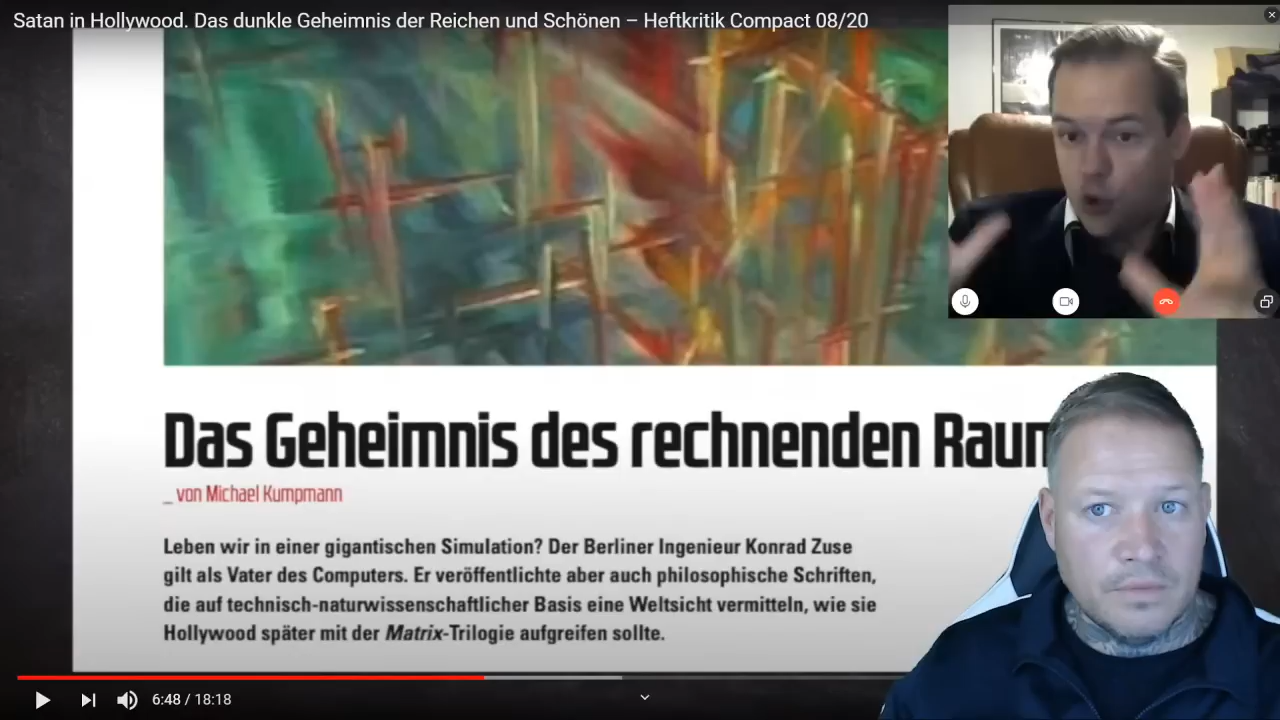 Satan in Hollywood. Das dunkle Geheimnis der Reichen und Schönen – Heftkritik Compact 08/20
Das Geheimnis des rechnenden Raum
_ von Michael Kumpmann
Leben wir in einer gigantischen Simulation? Der Berliner Ingenieur Konrad Zuse
gilt als Vater des Computers. Er veröffentlichte aber auch philosophische Schriften,
die auf technisch-naturwissenschaftlicher Basis eine Weltsicht vermitteln, wie sie
Hollywood später mit der Matrix-Trilogie aufgreifen sollte.
6:48 / 18:18